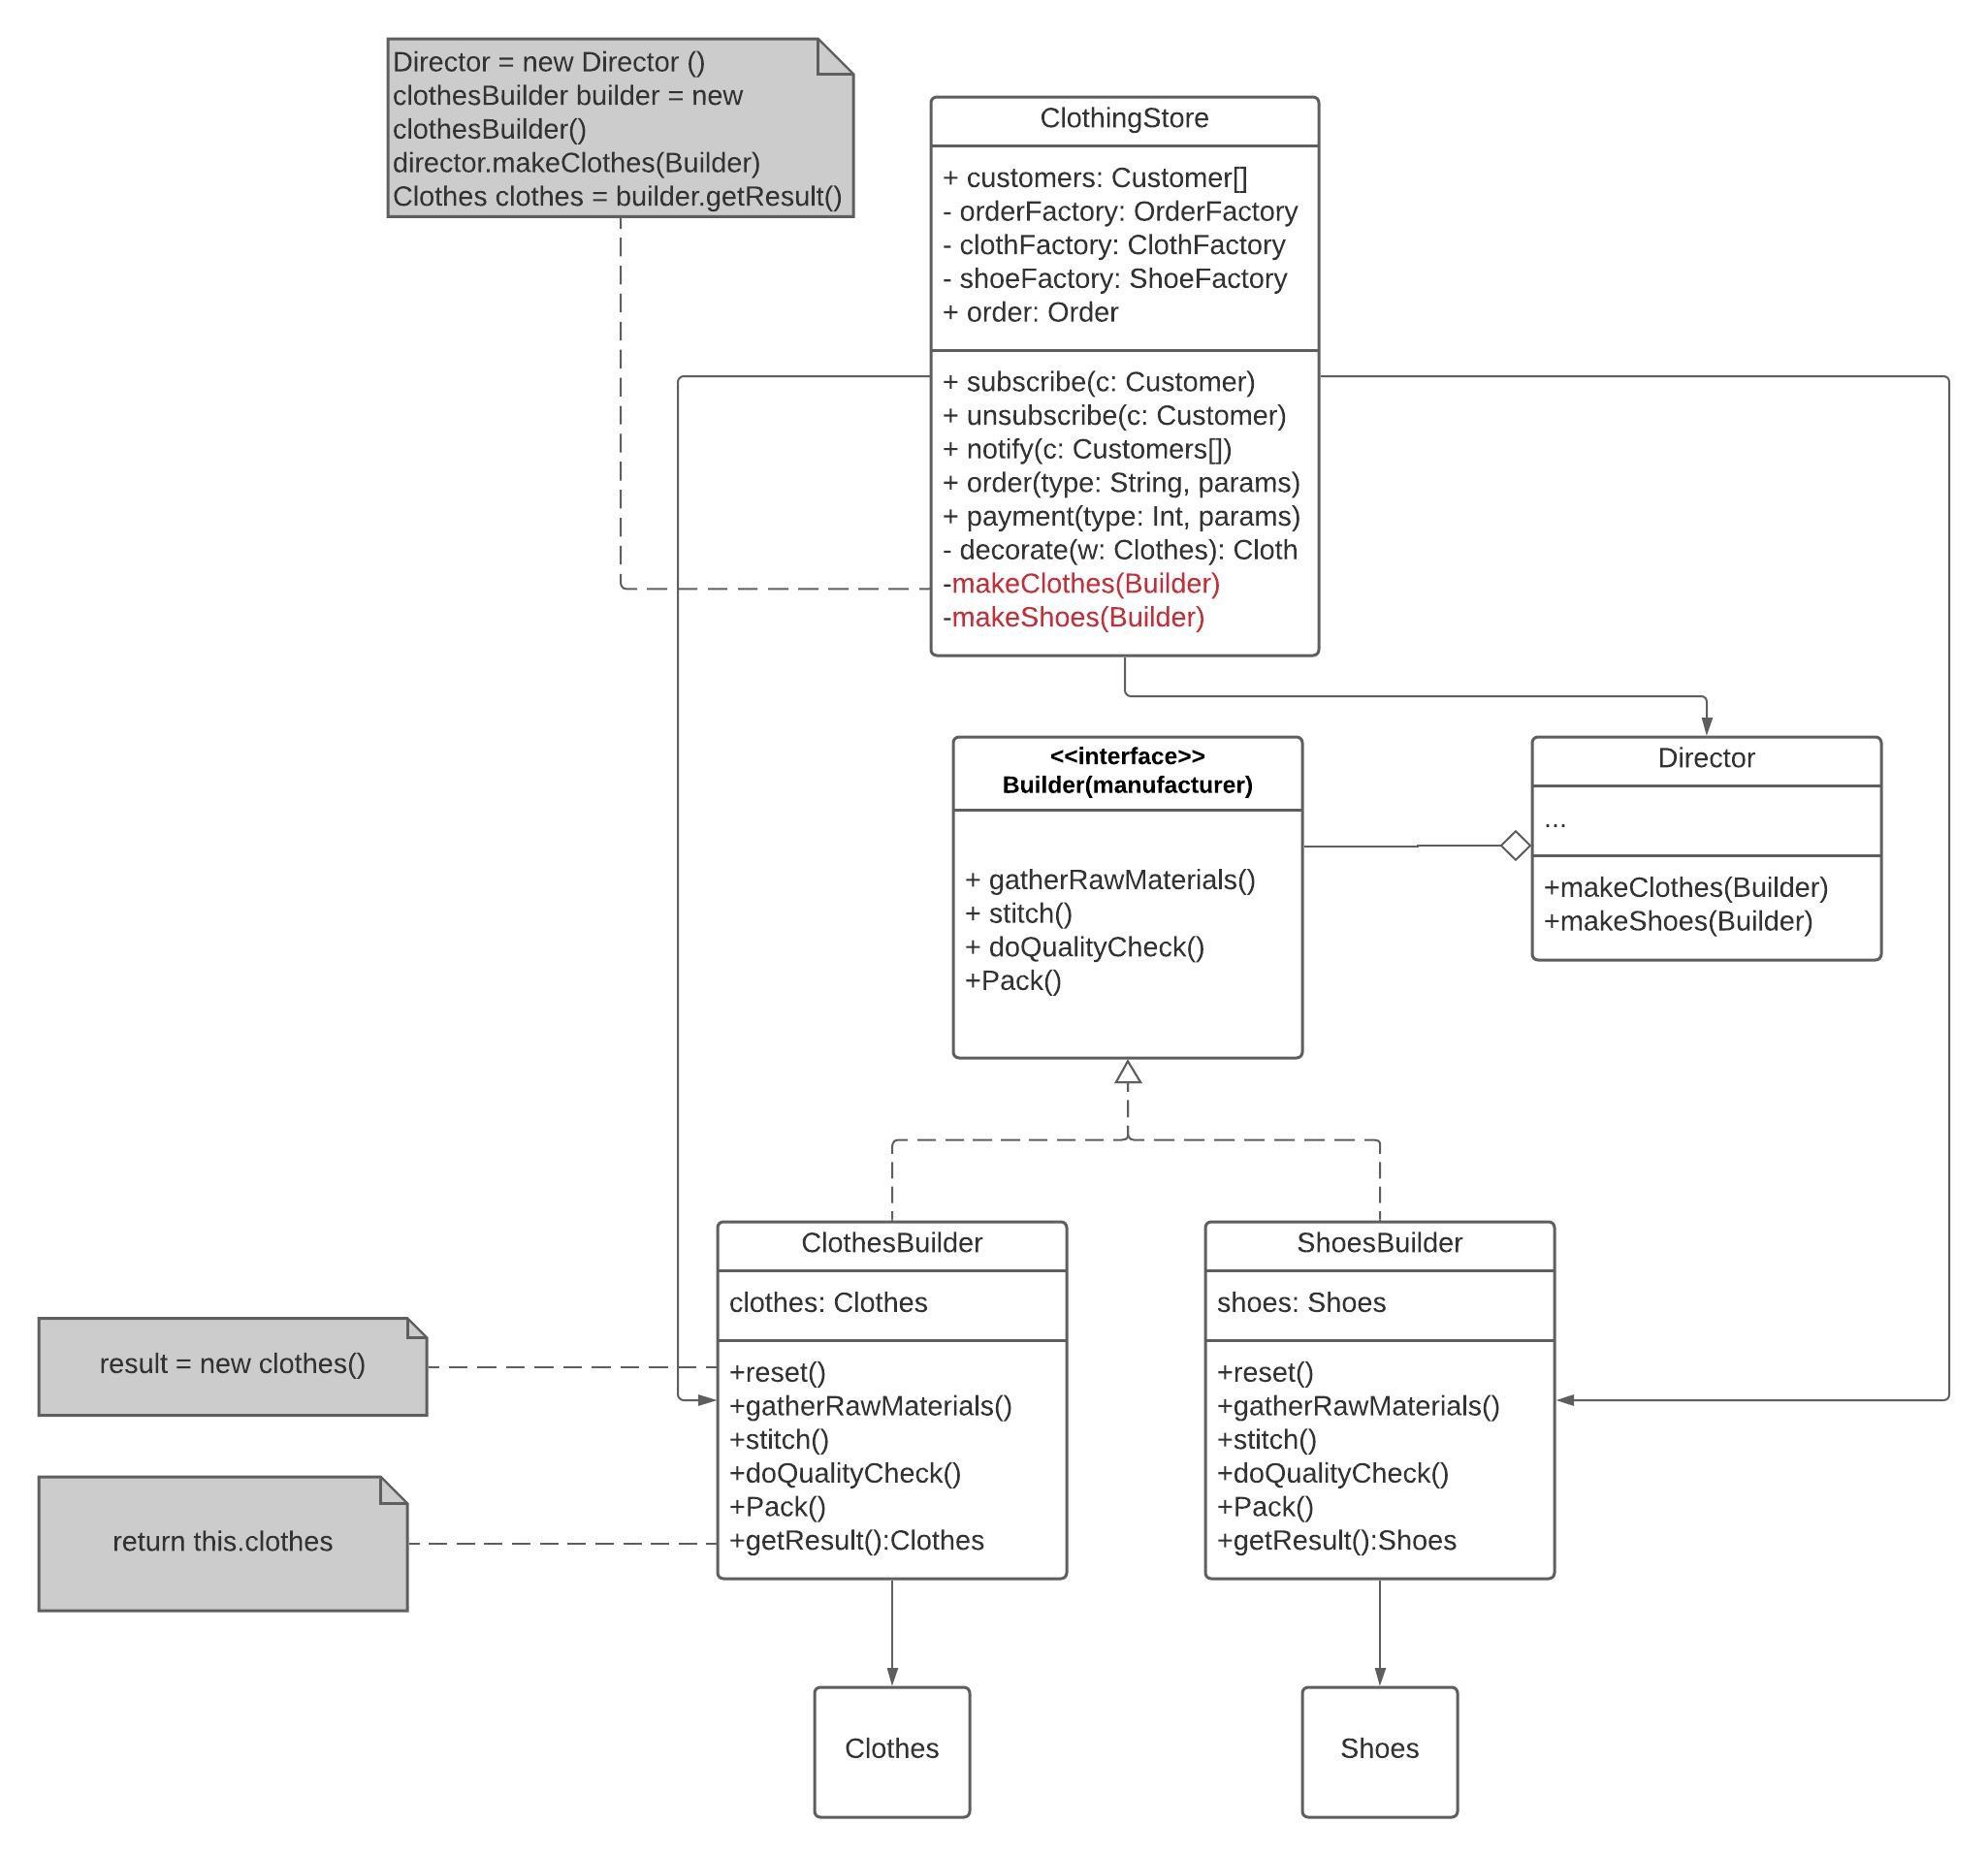 Director = new Director ()
clothesBuilder builder = new
clothesBuilder()
director.makeClothes(Builder)
Clothes clothes = builder.getResult()
ClothingStore
+ customers: Customer[]
- orderFactory: OrderFactory
- clothFactory: ClothFactory
- shoeFactory: ShoeFactory
+ order: Order
+ subscribe(c: Customer)
+ unsubscribe(c: Customer)
+ notify(c: Customers[])
+ order(type: String, params)
+ payment(type: Int, params)
- decorate(w: Clothes): Cloth
-makeClothes(Builder)
-makeShoes(Builder)
<<interface>>
Builder(manufacturer)
+ gatherRawMaterials()
+ stitch()
+ doQualityCheck()
+Pack()
Director
...
+makeClothes(Builder)
+makeShoes(Builder)
ClothesBuilder
clothes: Clothes
+reset()
+gatherRawMaterials()
+stitch()
+doQualityCheck()
+Pack()
+getResult():Clothes
ShoesBuilder
shoes: Shoes
+reset()
+gatherRawMaterials()
+stitch()
+doQualityCheck()
+Pack()
+getResult():Shoes
result = new clothes()
return this.clothes
Clothes
Shoes